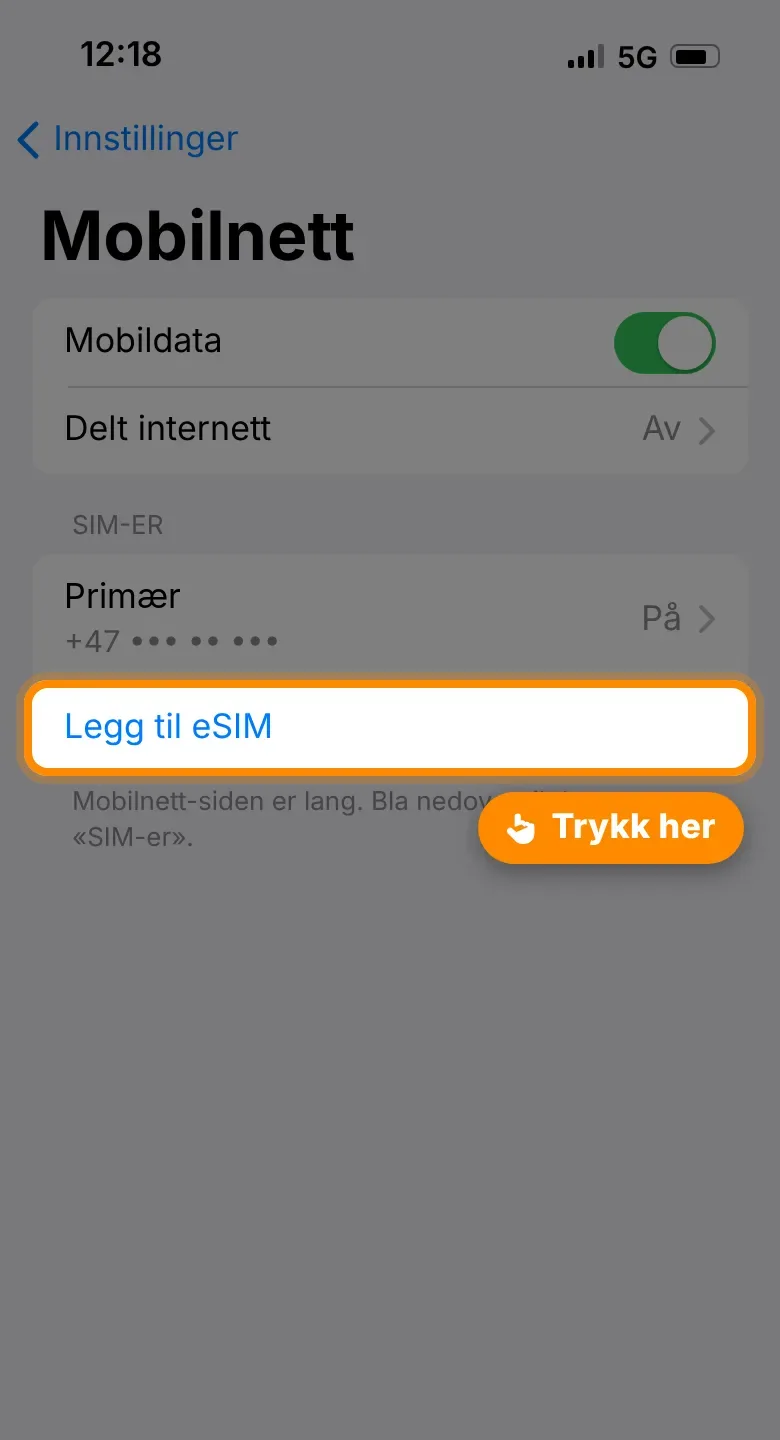 12:18
5G
Innstillinger
Mobilnett
Mobildata
Delt internett
Av
SIM-ER
Primær
+47 ••• •• •••
På
Legg til eSIM
Mobilnett-siden er lang. Bla
«SIM-er».
Trykk her